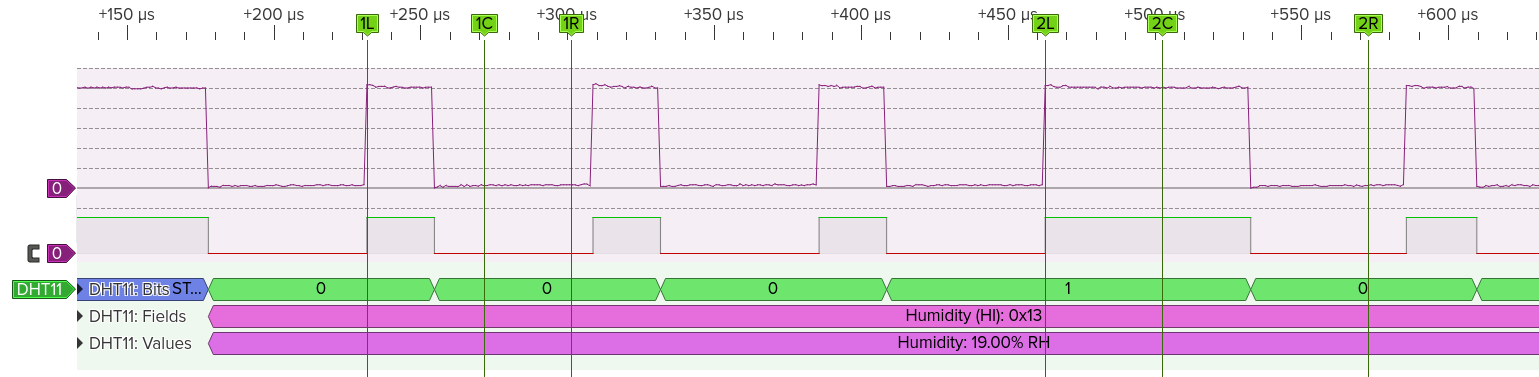 +150 µs +200 µs +250 µs +300 µs +350 µs +400 µs +450 µs +500 µs +550 µs +600 µs
1L 1C 1R 2L 2C 2R
0
0
DHT11 DHT11: Bits ST... 0 0 0 1 0
DHT11: Fields Humidity (HI): 0x13
DHT11: Values Humidity: 19.00% RH